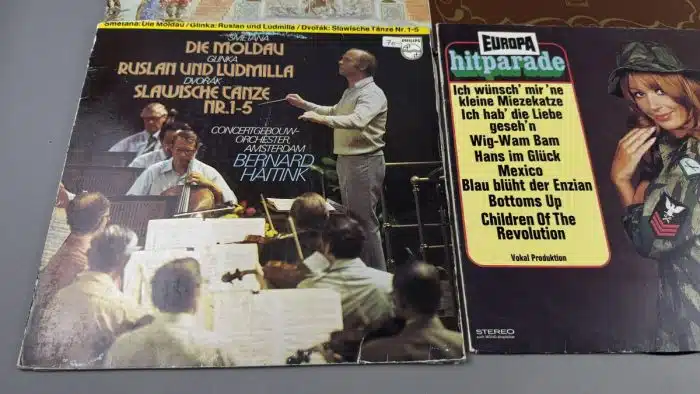 Smetana: Die Moldau / Glinka: Ruslan und Ludmilla / Dvořák: Slawische Tänze Nr. 1-5
SMETANA
DIE MOLDAU
GLINKA
RUSLAN UND LUDMILLA
DVOŘÁK
SLAWISCHE TÄNZE
NR.1-5
CONCERTGEBOUW-
ORCHESTER,
AMSTERDAM
BERNARD
HAITINK
PHILIPS
EUROPA
hitparade
Ich wünsch' mir 'ne
kleine Miezekatze
Ich hab' die Liebe
geseh'n
Wig-Wam Bam
Hans im Glück
Mexico
Blau blüht der Enzian
Bottoms Up
Children Of The
Revolution
Vokal Produktion
STEREO